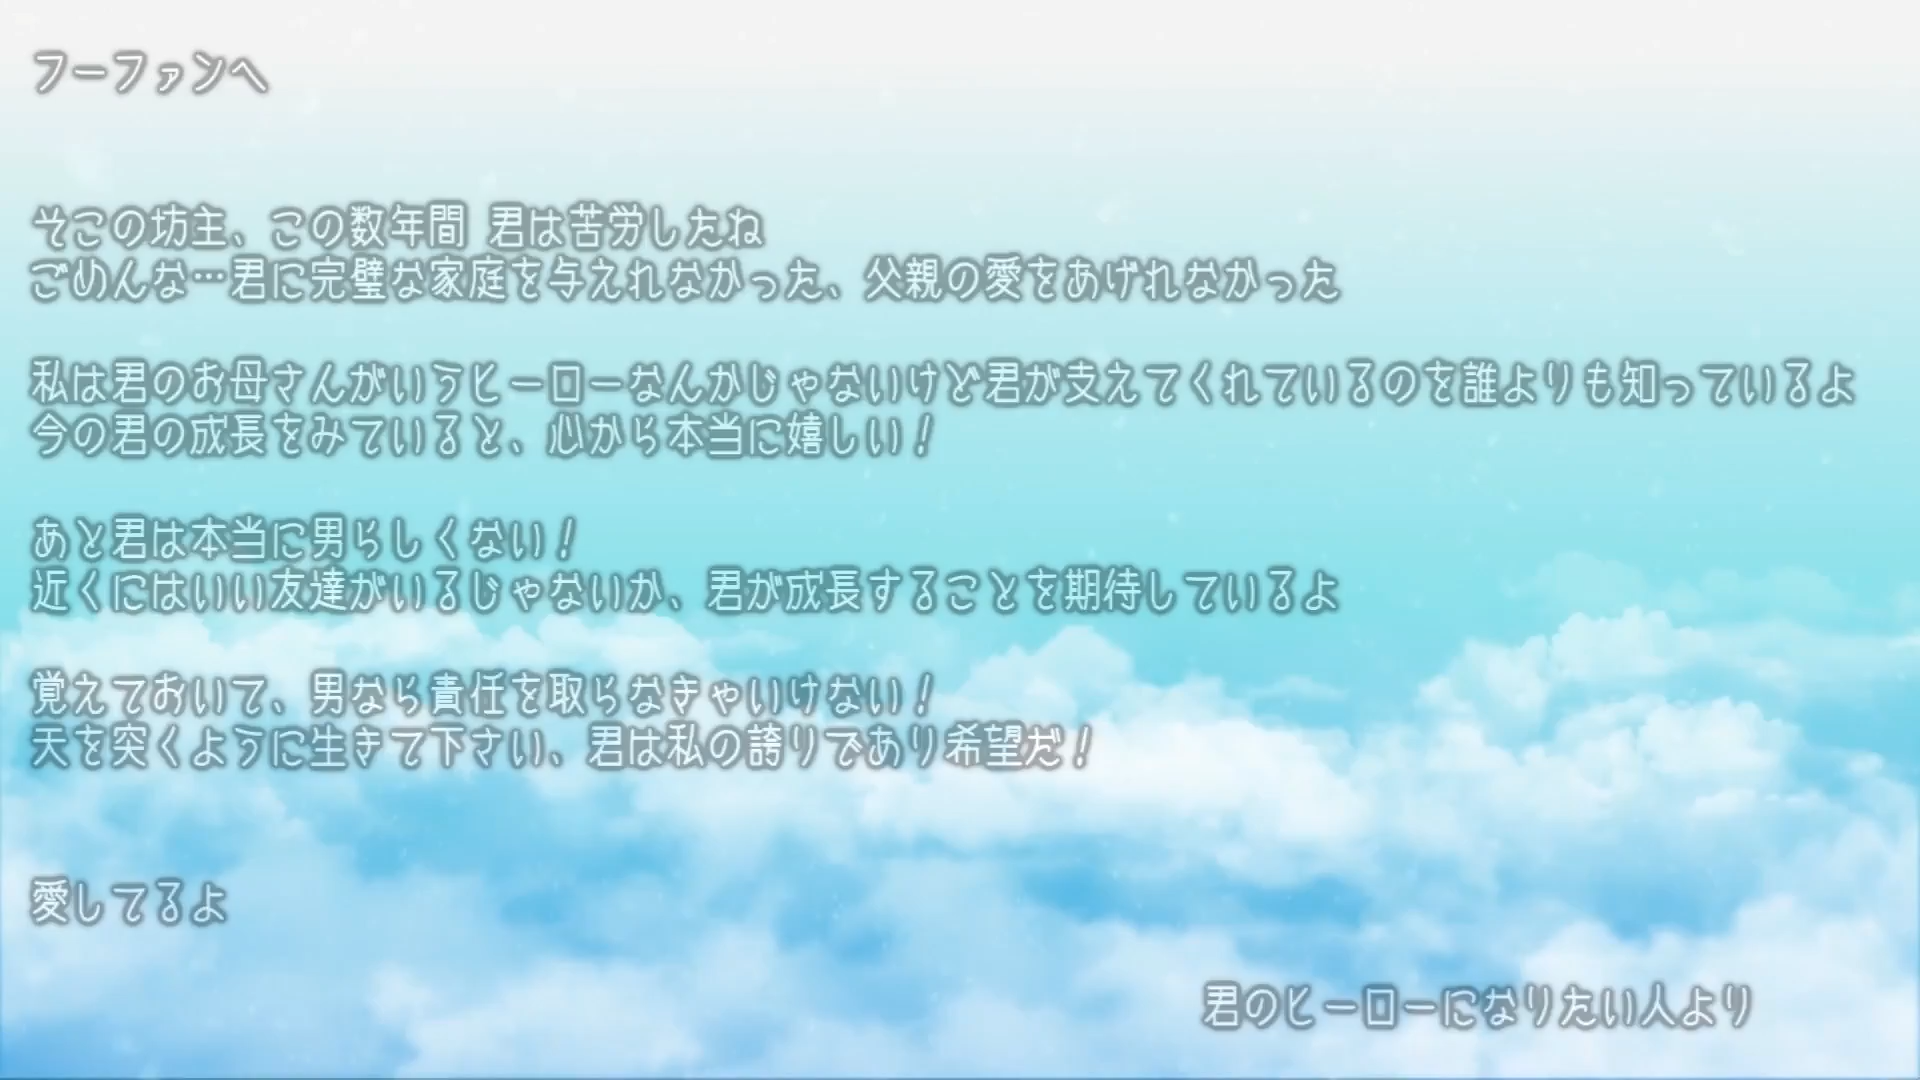 フーファンへ
そこの坊主、この数年間 君は苦労したね
ごめんな…君に完璧な家庭を与えれなかった、父親の愛をあげれなかった
私は君のお母さんがいうヒーローなんかじゃないけど君が支えてくれているのを誰よりも知っているよ
今の君の成長をみていると、心から本当に嬉しい！
あと君は本当に男らしくない！
近くにはいい友達がいるじゃないか、君が成長することを期待しているよ
覚えておいて、男なら責任を取らなきゃいけない！
天を突くように生きて下さい、君は私の誇りであり希望だ！
愛してるよ
君のヒーローになりたい人より